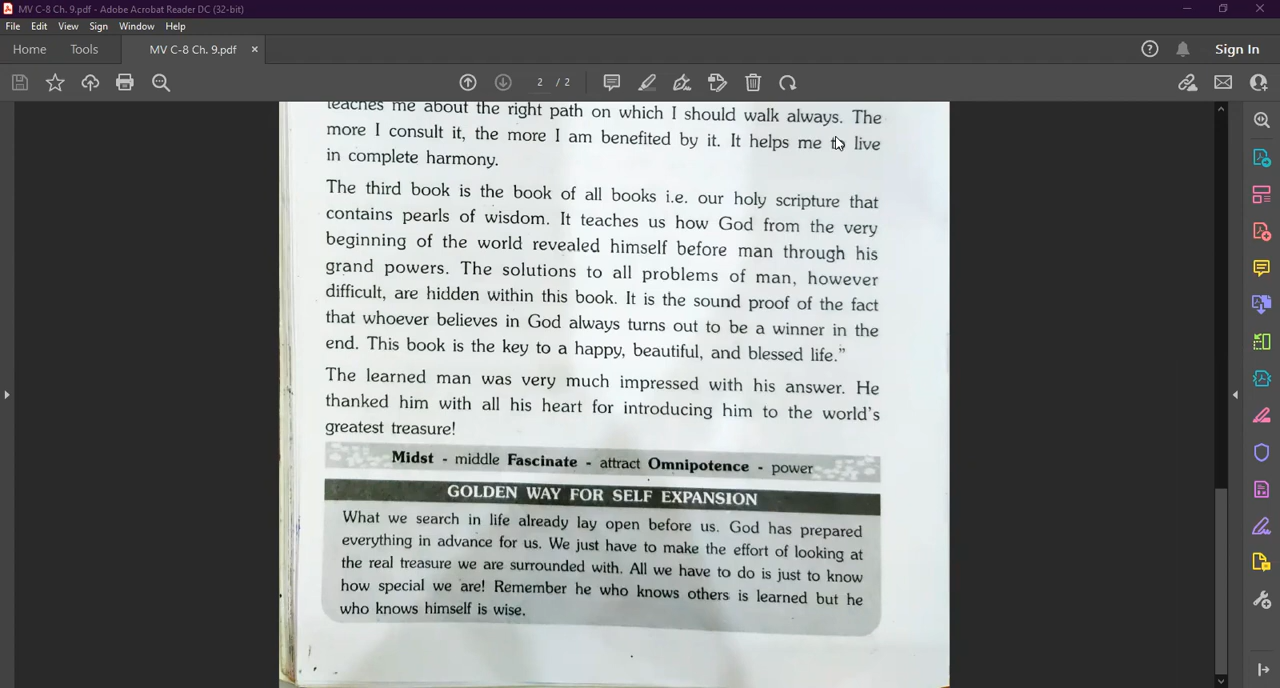 MV C-8 Ch. 9.pdf - Adobe Acrobat Reader DC (32-bit)
File Edit View Sign Window Help
Home Tools MV C-8 Ch. 9.pdf × Sign In
2 / 2
teaches me about the right path on which I should walk always. The
more I consult it, the more I am benefited by it. It helps me to live
in complete harmony.
The third book is the book of all books i.e. our holy scripture that
contains pearls of wisdom. It teaches us how God from the very
beginning of the world revealed himself before man through his
grand powers. The solutions to all problems of man, however
difficult, are hidden within this book. It is the sound proof of the fact
that whoever believes in God always turns out to be a winner in the
end. This book is the key to a happy, beautiful, and blessed life.”
The learned man was very much impressed with his answer. He
thanked him with all his heart for introducing him to the world’s
greatest treasure!
Midst - middle Fascinate - attract Omnipotence - power
GOLDEN WAY FOR SELF EXPANSION
What we search in life already lay open before us. God has prepared
everything in advance for us. We just have to make the effort of looking at
the real treasure we are surrounded with. All we have to do is just to know
how special we are! Remember he who knows others is learned but he
who knows himself is wise.